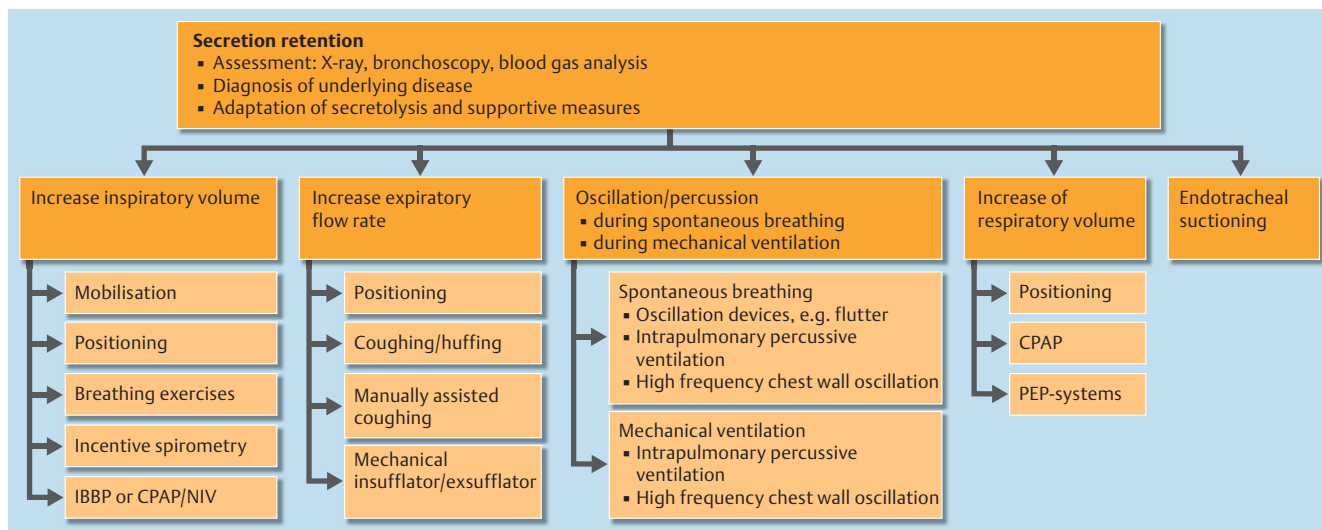 Secretion retention
▪ Assessment: X-ray, bronchoscopy, blood gas analysis
▪ Diagnosis of underlying disease
▪ Adaptation of secretolysis and supportive measures
Increase inspiratory volume
Mobilisation
Positioning
Breathing exercises
Incentive spirometry
IBBP or CPAP/NIV
Increase expiratory
flow rate
Positioning
Coughing/huffing
Manually assisted
coughing
Mechanical
insufflator/exsufflator
Oscillation/percussion
▪ during spontaneous breathing
▪ during mechanical ventilation
Spontaneous breathing
▪ Oscillation devices, e.g. flutter
▪ Intrapulmonary percussive
ventilation
▪ High frequency chest wall oscillation
Mechanical ventilation
▪ Intrapulmonary percussive
ventilation
▪ High frequency chest wall oscillation
Increase of
respiratory volume
Positioning
CPAP
PEP-systems
Endotracheal
suctioning